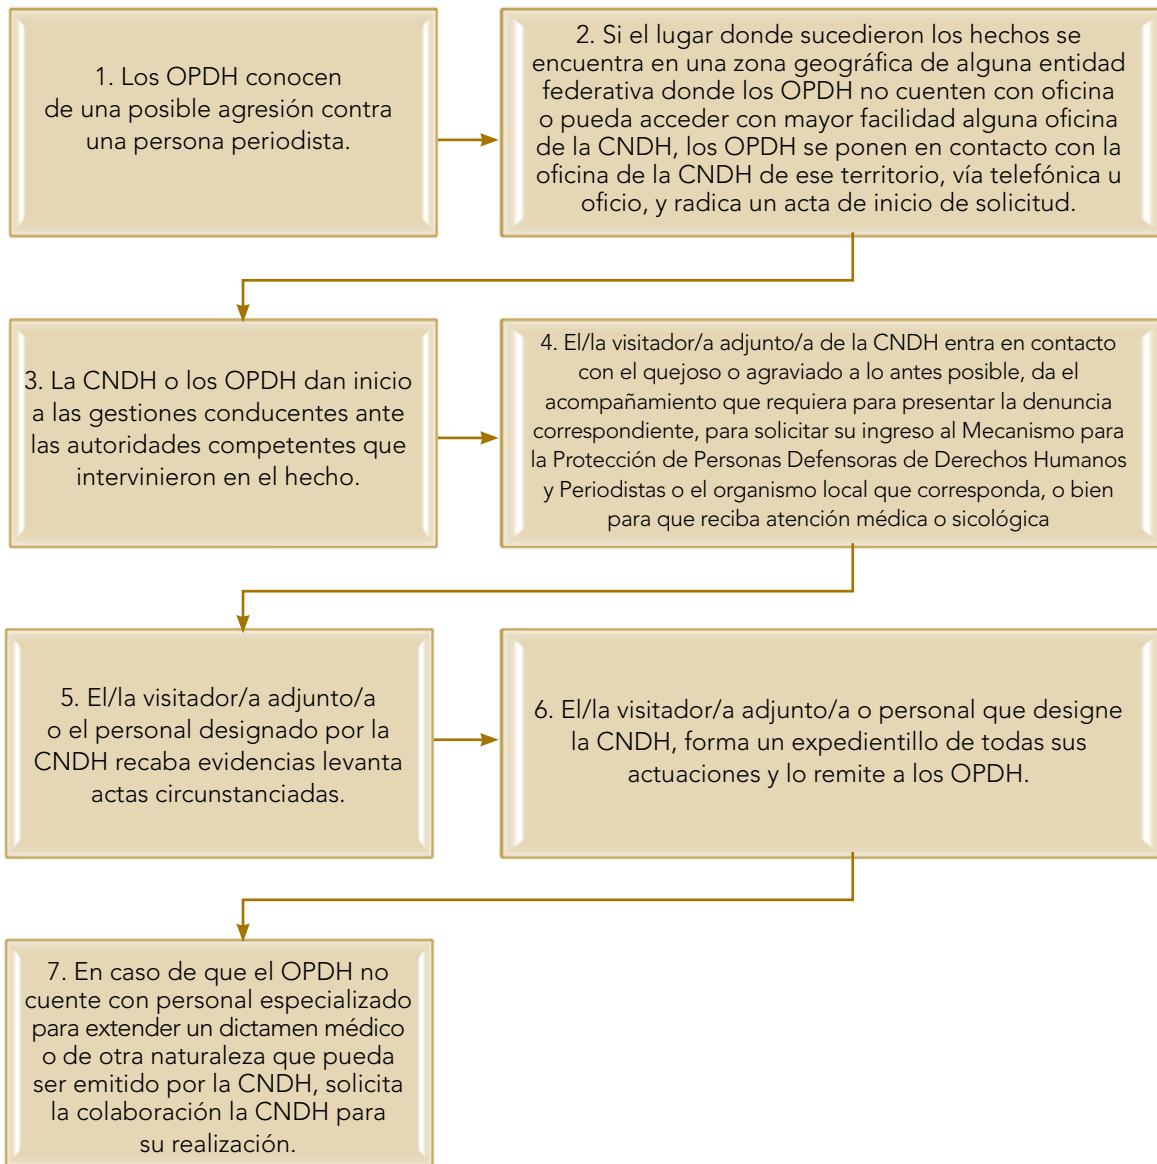 1. Los OPDH conocen
de una posible agresión contra
una persona periodista.
2. Si el lugar donde sucedieron los hechos se
encuentra en una zona geográfica de alguna entidad
federativa donde los OPDH no cuenten con oficina
o pueda acceder con mayor facilidad alguna oficina
de la CNDH, los OPDH se ponen en contacto con la
oficina de la CNDH de ese territorio, vía telefónica u
oficio, y radica un acta de inicio de solicitud.
3. La CNDH o los OPDH dan inicio
a las gestiones conducentes ante
las autoridades competentes que
intervinieron en el hecho.
4. El/la visitador/a adjunto/a de la CNDH entra en contacto
con el quejoso o agraviado a lo antes posible, da el
acompañamiento que requiera para presentar la denuncia
correspondiente, para solicitar su ingreso al Mecanismo para
la Protección de Personas Defensoras de Derechos Humanos
y Periodistas o el organismo local que corresponda, o bien
para que reciba atención médica o sicológica
5. El/la visitador/a adjunto/a
o el personal designado por la
CNDH recaba evidencias levanta
actas circunstanciadas.
6. El/la visitador/a adjunto/a o personal que designe
la CNDH, forma un expedientillo de todas sus
actuaciones y lo remite a los OPDH.
7. En caso de que el OPDH no
cuente con personal especializado
para extender un dictamen médico
o de otra naturaleza que pueda
ser emitido por la CNDH, solicita
la colaboración la CNDH para
su realización.